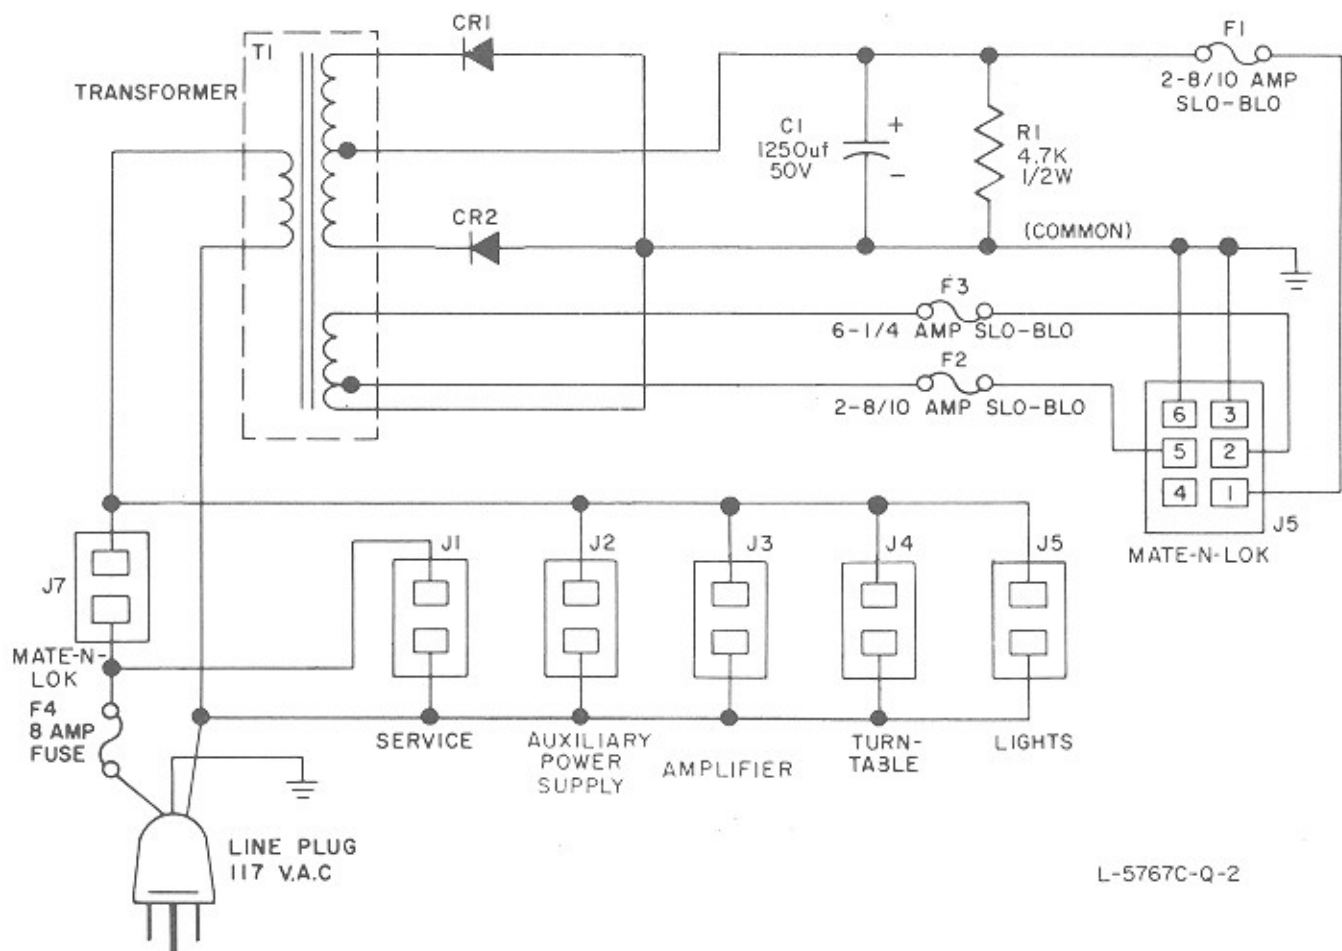 CR1
F1
T1
2-8/10 AMP
SLO-BLO
TRANSFORMER
C1
1250uf
50V
+
−
R1
4.7K
1/2W
CR2
(COMMON)
F3
6-1/4 AMP SLO-BLO
F2
2-8/10 AMP SLO-BLO
6 3
5 2
4 1
J5
MATE-N-LOK
J7
MATE-N-
LOK
J1
J2
J3
J4
J5
F4
8 AMP
FUSE
SERVICE
AUXILIARY
POWER
SUPPLY
AMPLIFIER
TURN-
TABLE
LIGHTS
LINE PLUG
117 V.A.C
L-5767C-Q-2